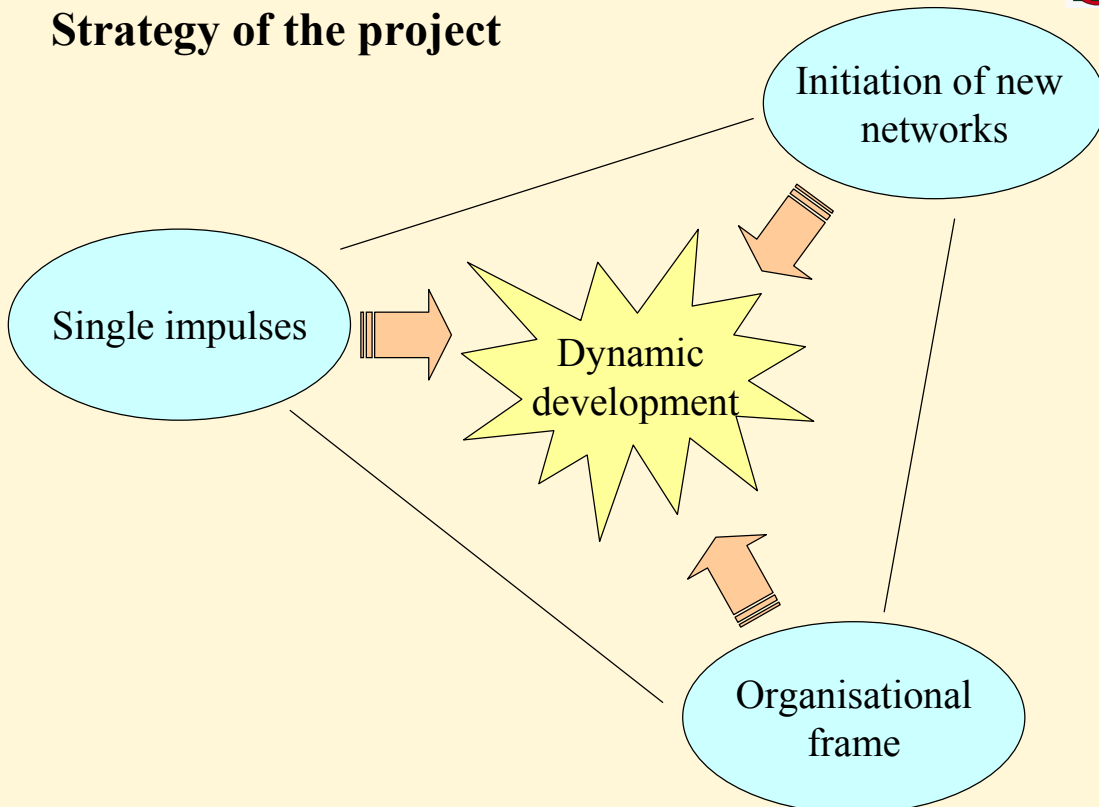 Strategy of the project
Initiation of new
networks
Single impulses
Dynamic
development
Organisational
frame